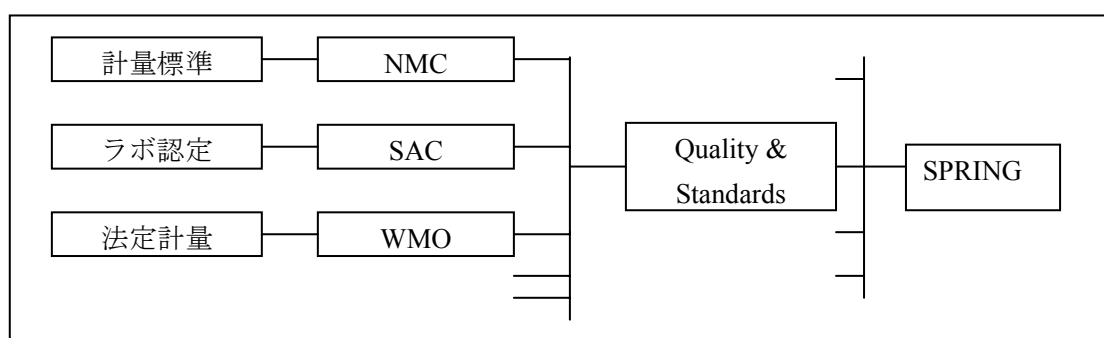 計量標準
NMC
ラボ認定
SAC
Quality &
Standards
SPRING
法定計量
WMO